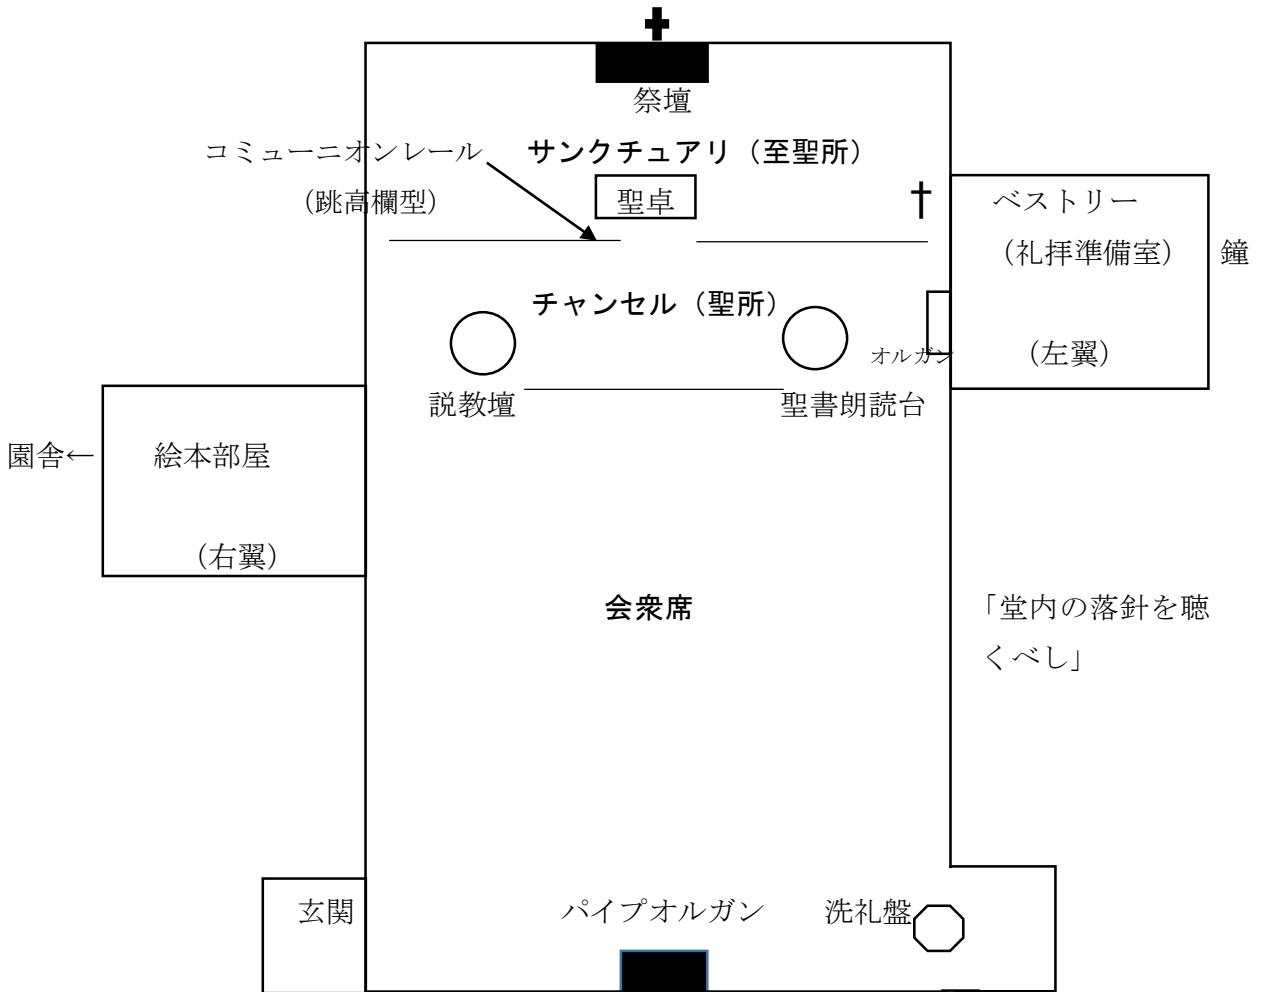 祭壇
コミューニオンレール
サンクチュアリ（至聖所）
（跳高欄型）
聖卓
ベストリー
（礼拝準備室）
鐘
チャンセル（聖所）
オルガン
（左翼）
説教壇
聖書朗読台
園舎←
絵本部屋
（右翼）
会衆席
「堂内の落針を聴
くべし」
玄関
パイプオルガン
洗礼盤